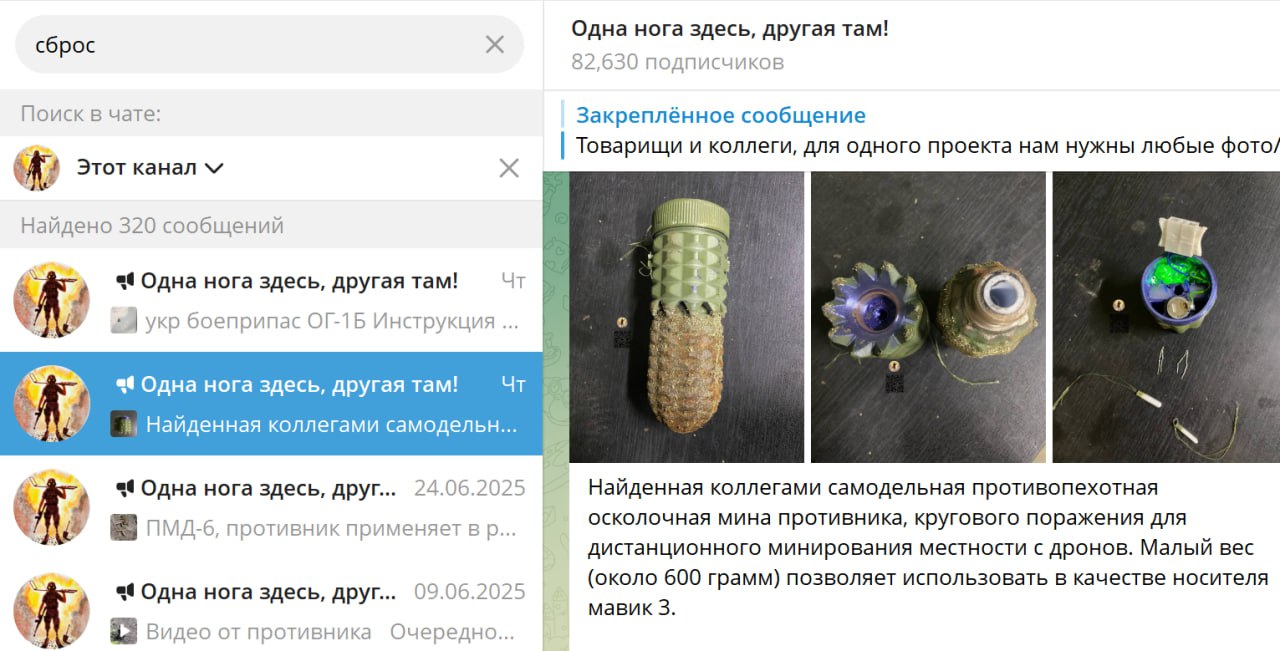 сброс
Поиск в чате:
Этот канал
Найдено 320 сообщений
Одна нога здесь, другая там! Чт
укр боеприпас ОГ-1Б Инструкция ...
Одна нога здесь, другая там! Чт
Найденная коллегами самодельн...
Одна нога здесь, друг... 24.06.2025
ПМД-6, противник применяет в р...
Одна нога здесь, друг... 09.06.2025
Видео от противника Очередно...
Одна нога здесь, другая там!
82,630 подписчиков
Закреплённое сообщение
Товарищи и коллеги, для одного проекта нам нужны любые фото/
Найденная коллегами самодельная противопехотная
осколочная мина противника, кругового поражения для
дистанционного минирования местности с дронов. Малый вес
(около 600 грамм) позволяет использовать в качестве носителя
мавик 3.